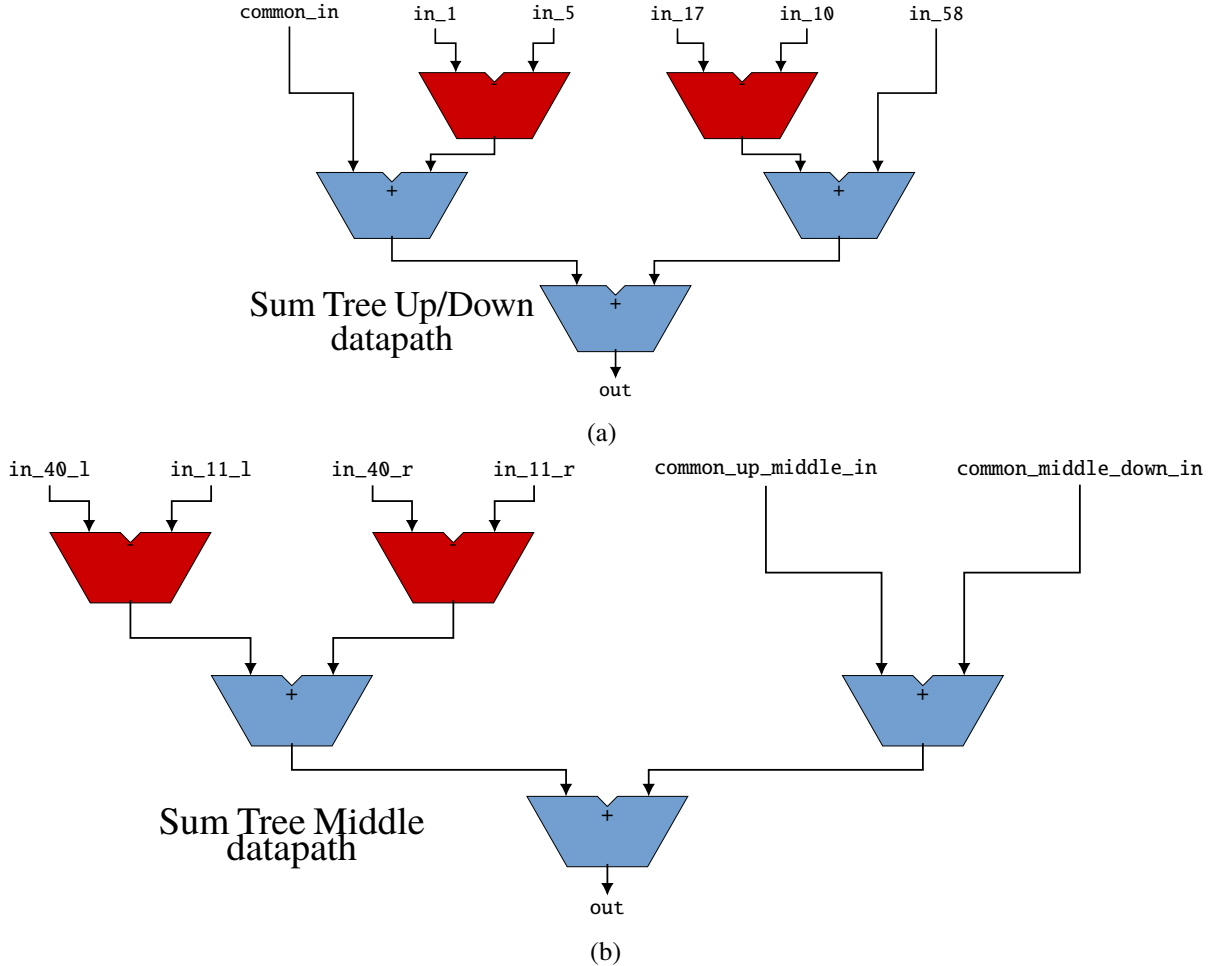 common_in in_1 in_5 in_17 in_10 in_58
- -
+ +
+
Sum Tree Up/Down
datapath
out
(a)
in_40_l in_11_l in_40_r in_11_r common_up_middle_in common_middle_down_in
- -
+ +
+
Sum Tree Middle
datapath
out
(b)